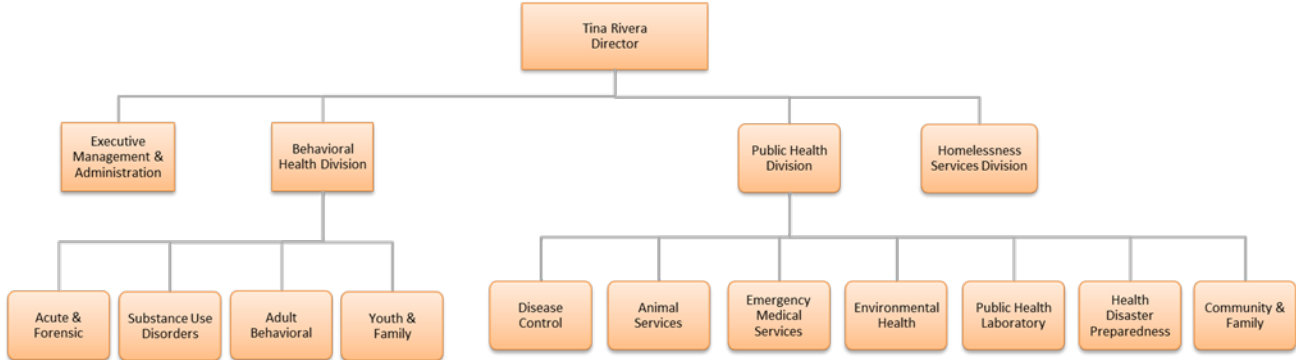 Tina Rivera
Director
Executive
Management &
Administration
Behavioral
Health Division
Public Health
Division
Homelessness
Services Division
Acute &
Forensic
Substance Use
Disorders
Adult
Behavioral
Youth &
Family
Disease
Control
Animal
Services
Emergency
Medical
Services
Environmental
Health
Public Health
Laboratory
Health
Disaster
Preparedness
Community &
Family